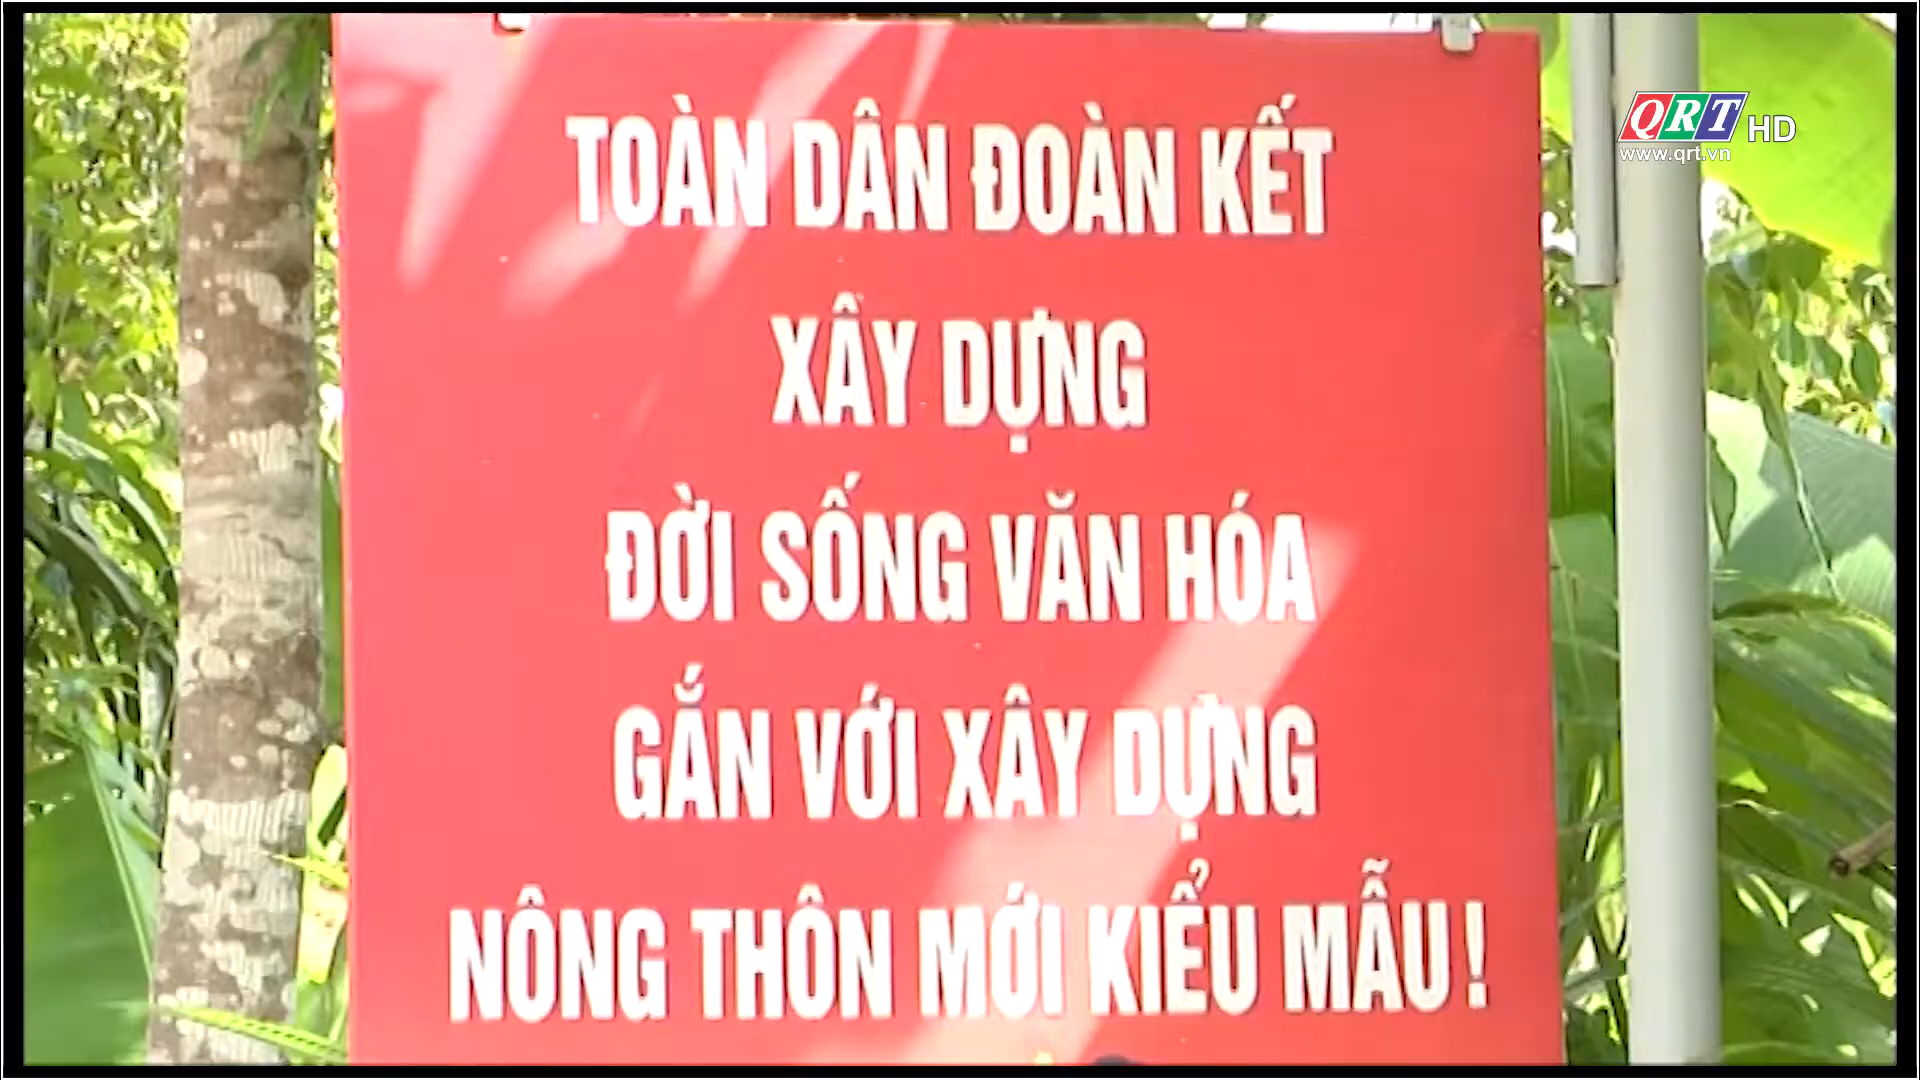 QRT HD
www.qrt.vn
TOÀN DÂN ĐOÀN KẾT
XÂY DỰNG
ĐỜI SỐNG VĂN HÓA
GẮN VỚI XÂY DỰNG
NÔNG THÔN MỚI KIỂU MẪU!